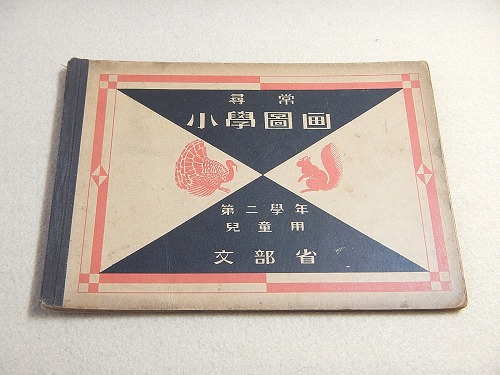 尋常
小學圖画
第二學年
兒童用
文部省